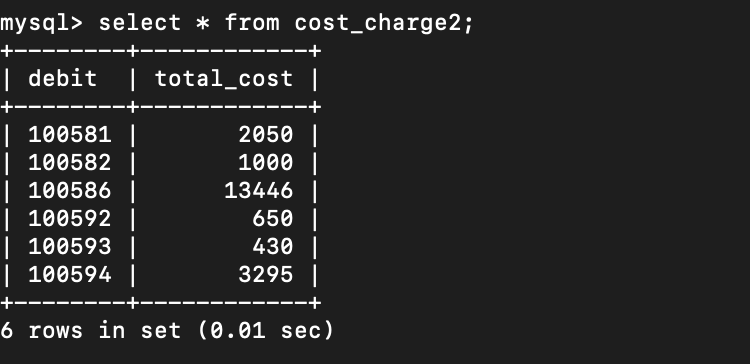 mysql> select * from cost_charge2;
+--------+------------+
| debit  | total_cost |
+--------+------------+
| 100581 |       2050 |
| 100582 |       1000 |
| 100586 |      13446 |
| 100592 |        650 |
| 100593 |        430 |
| 100594 |       3295 |
+--------+------------+
6 rows in set (0.01 sec)